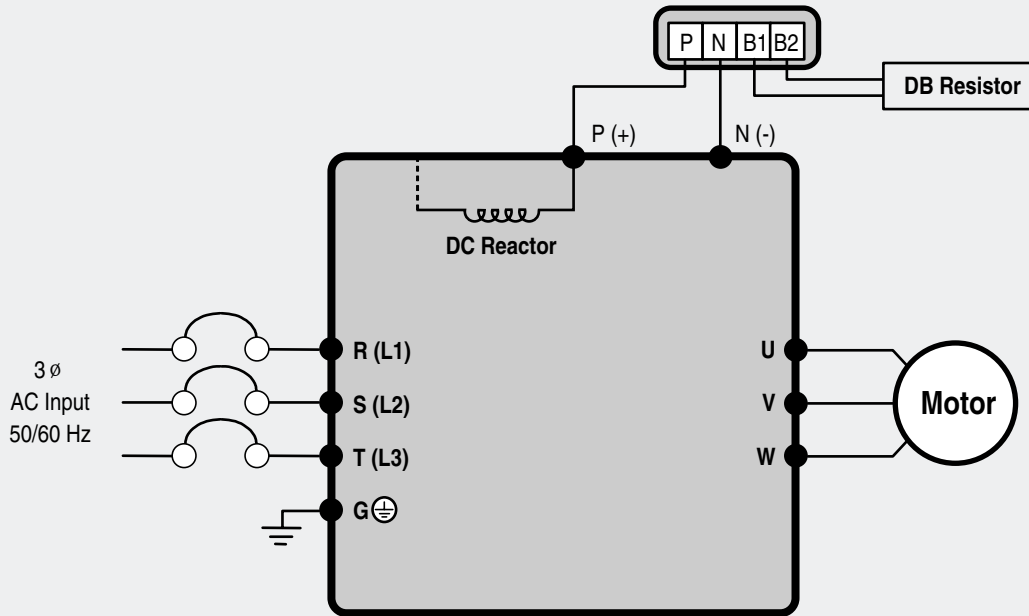 P N B1 B2
DB Resistor
P (+)
N (-)
DC Reactor
R (L1)
U
3 ø
AC Input
50/60 Hz
S (L2)
V
Motor
T (L3)
W
G